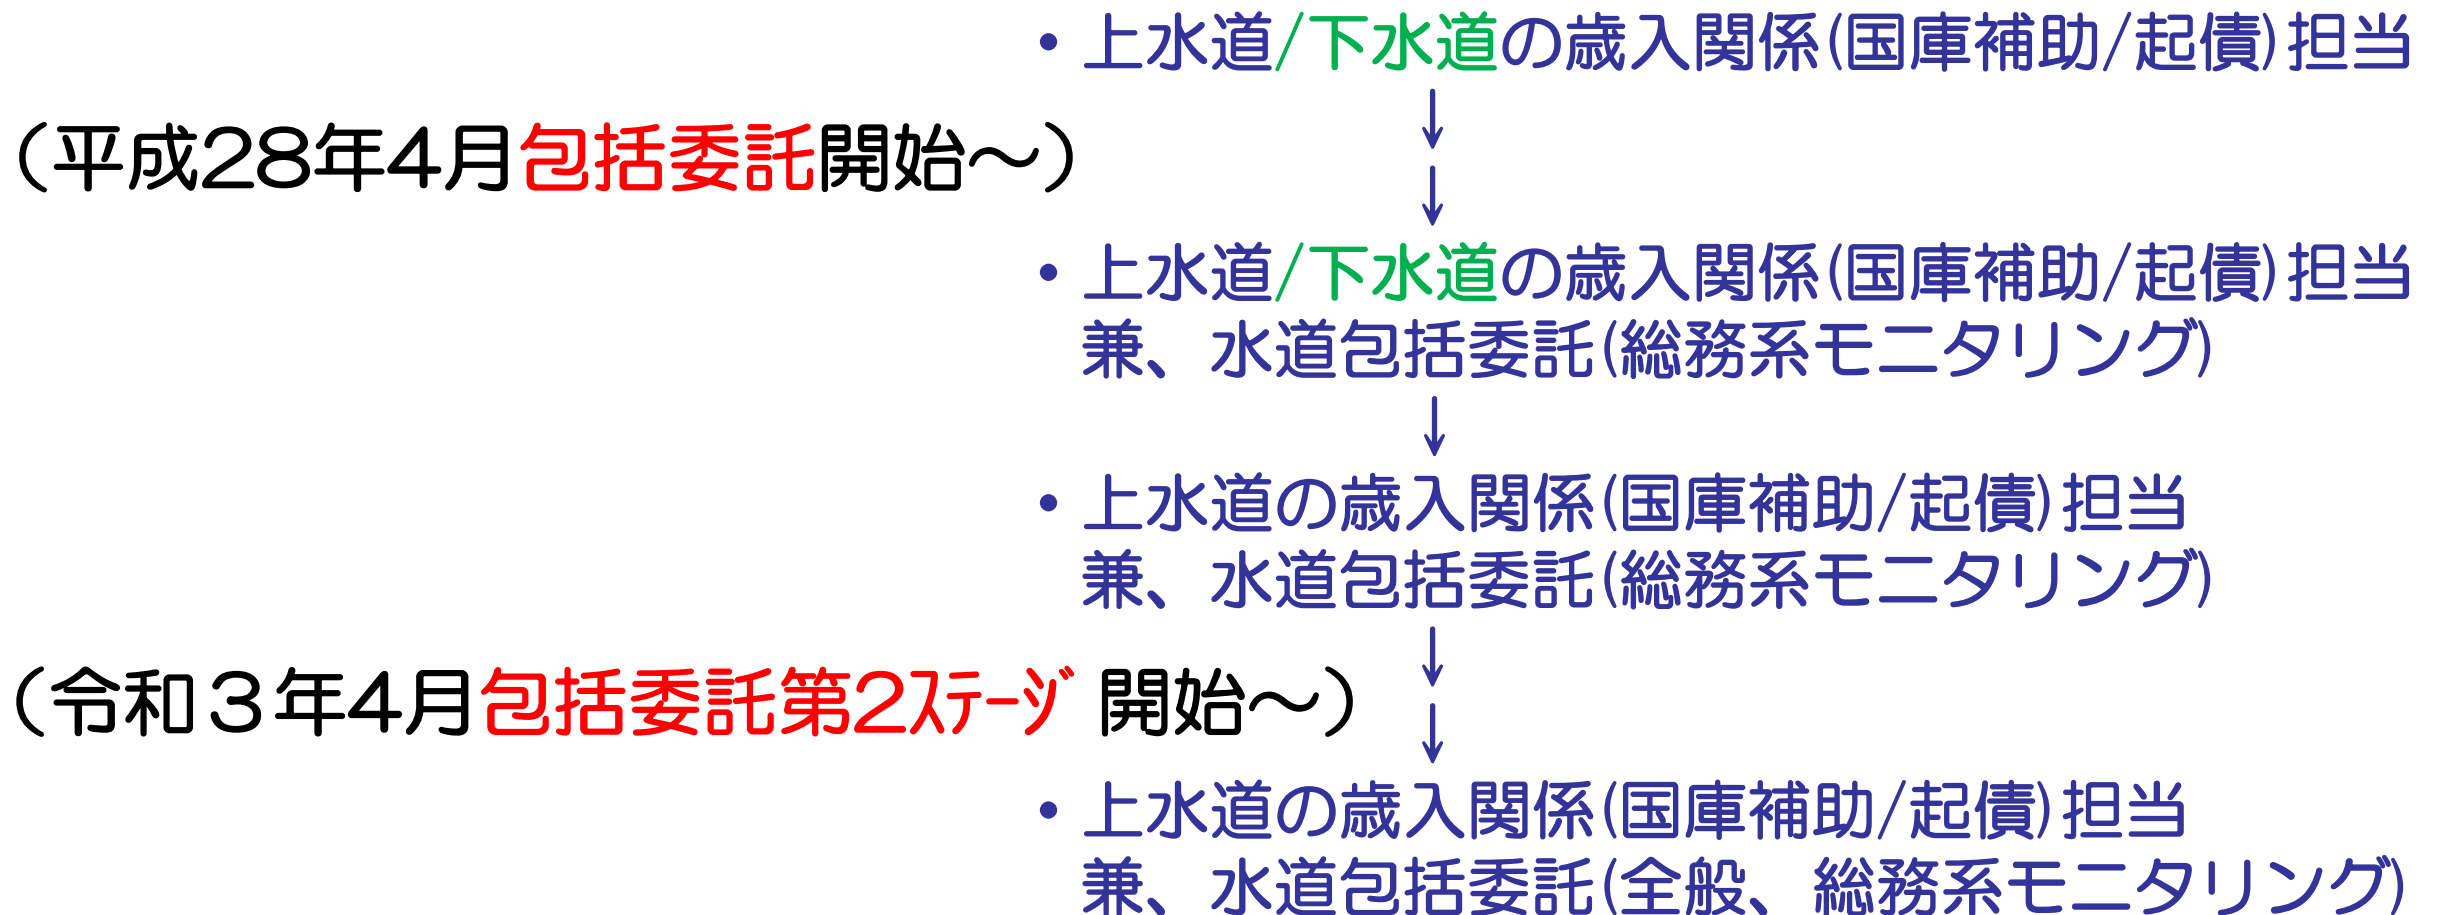 • 上水道/下水道の歳入関係(国庫補助/起債)担当
↓
(平成28年4月包括委託開始～)
↓
• 上水道/下水道の歳入関係(国庫補助/起債)担当
兼、水道包括委託(総務系モニタリング)
↓
• 上水道の歳入関係(国庫補助/起債)担当
兼、水道包括委託(総務系モニタリング)
↓
(令和３年4月包括委託第2ｽﾃｰｼﾞ 開始～)
↓
• 上水道の歳入関係(国庫補助/起債)担当
兼、水道包括委託(全般、総務系モニタリング)